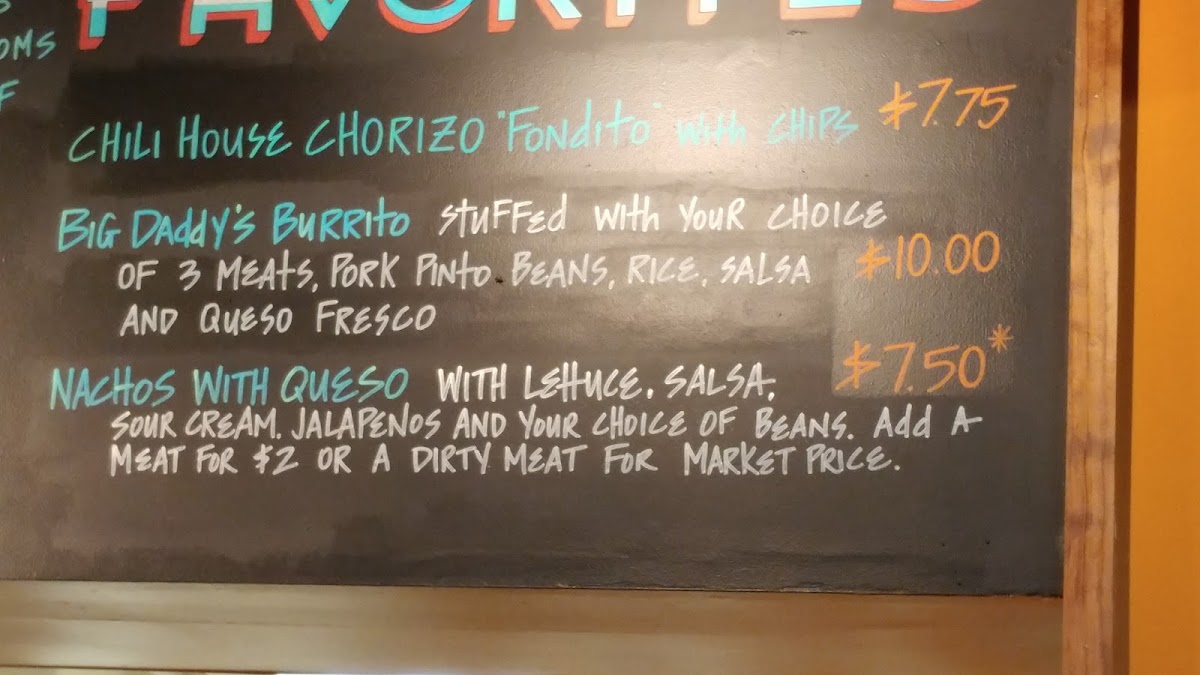 FAVORITES
OMS
F
CHILI HOUSE CHORIZO "FONDITO" WITH CHIPS $7.75
BIG DADDY'S BURRITO STUFFED WITH YOUR CHOICE
OF 3 MEATS, PORK PINTO BEANS, RICE, SALSA $10.00
AND QUESO FRESCO
NACHOS WITH QUESO WITH LETTUCE, SALSA, $7.50*
SOUR CREAM, JALAPENOS AND YOUR CHOICE OF BEANS. ADD A
MEAT FOR $2 OR A DIRTY MEAT FOR MARKET PRICE.